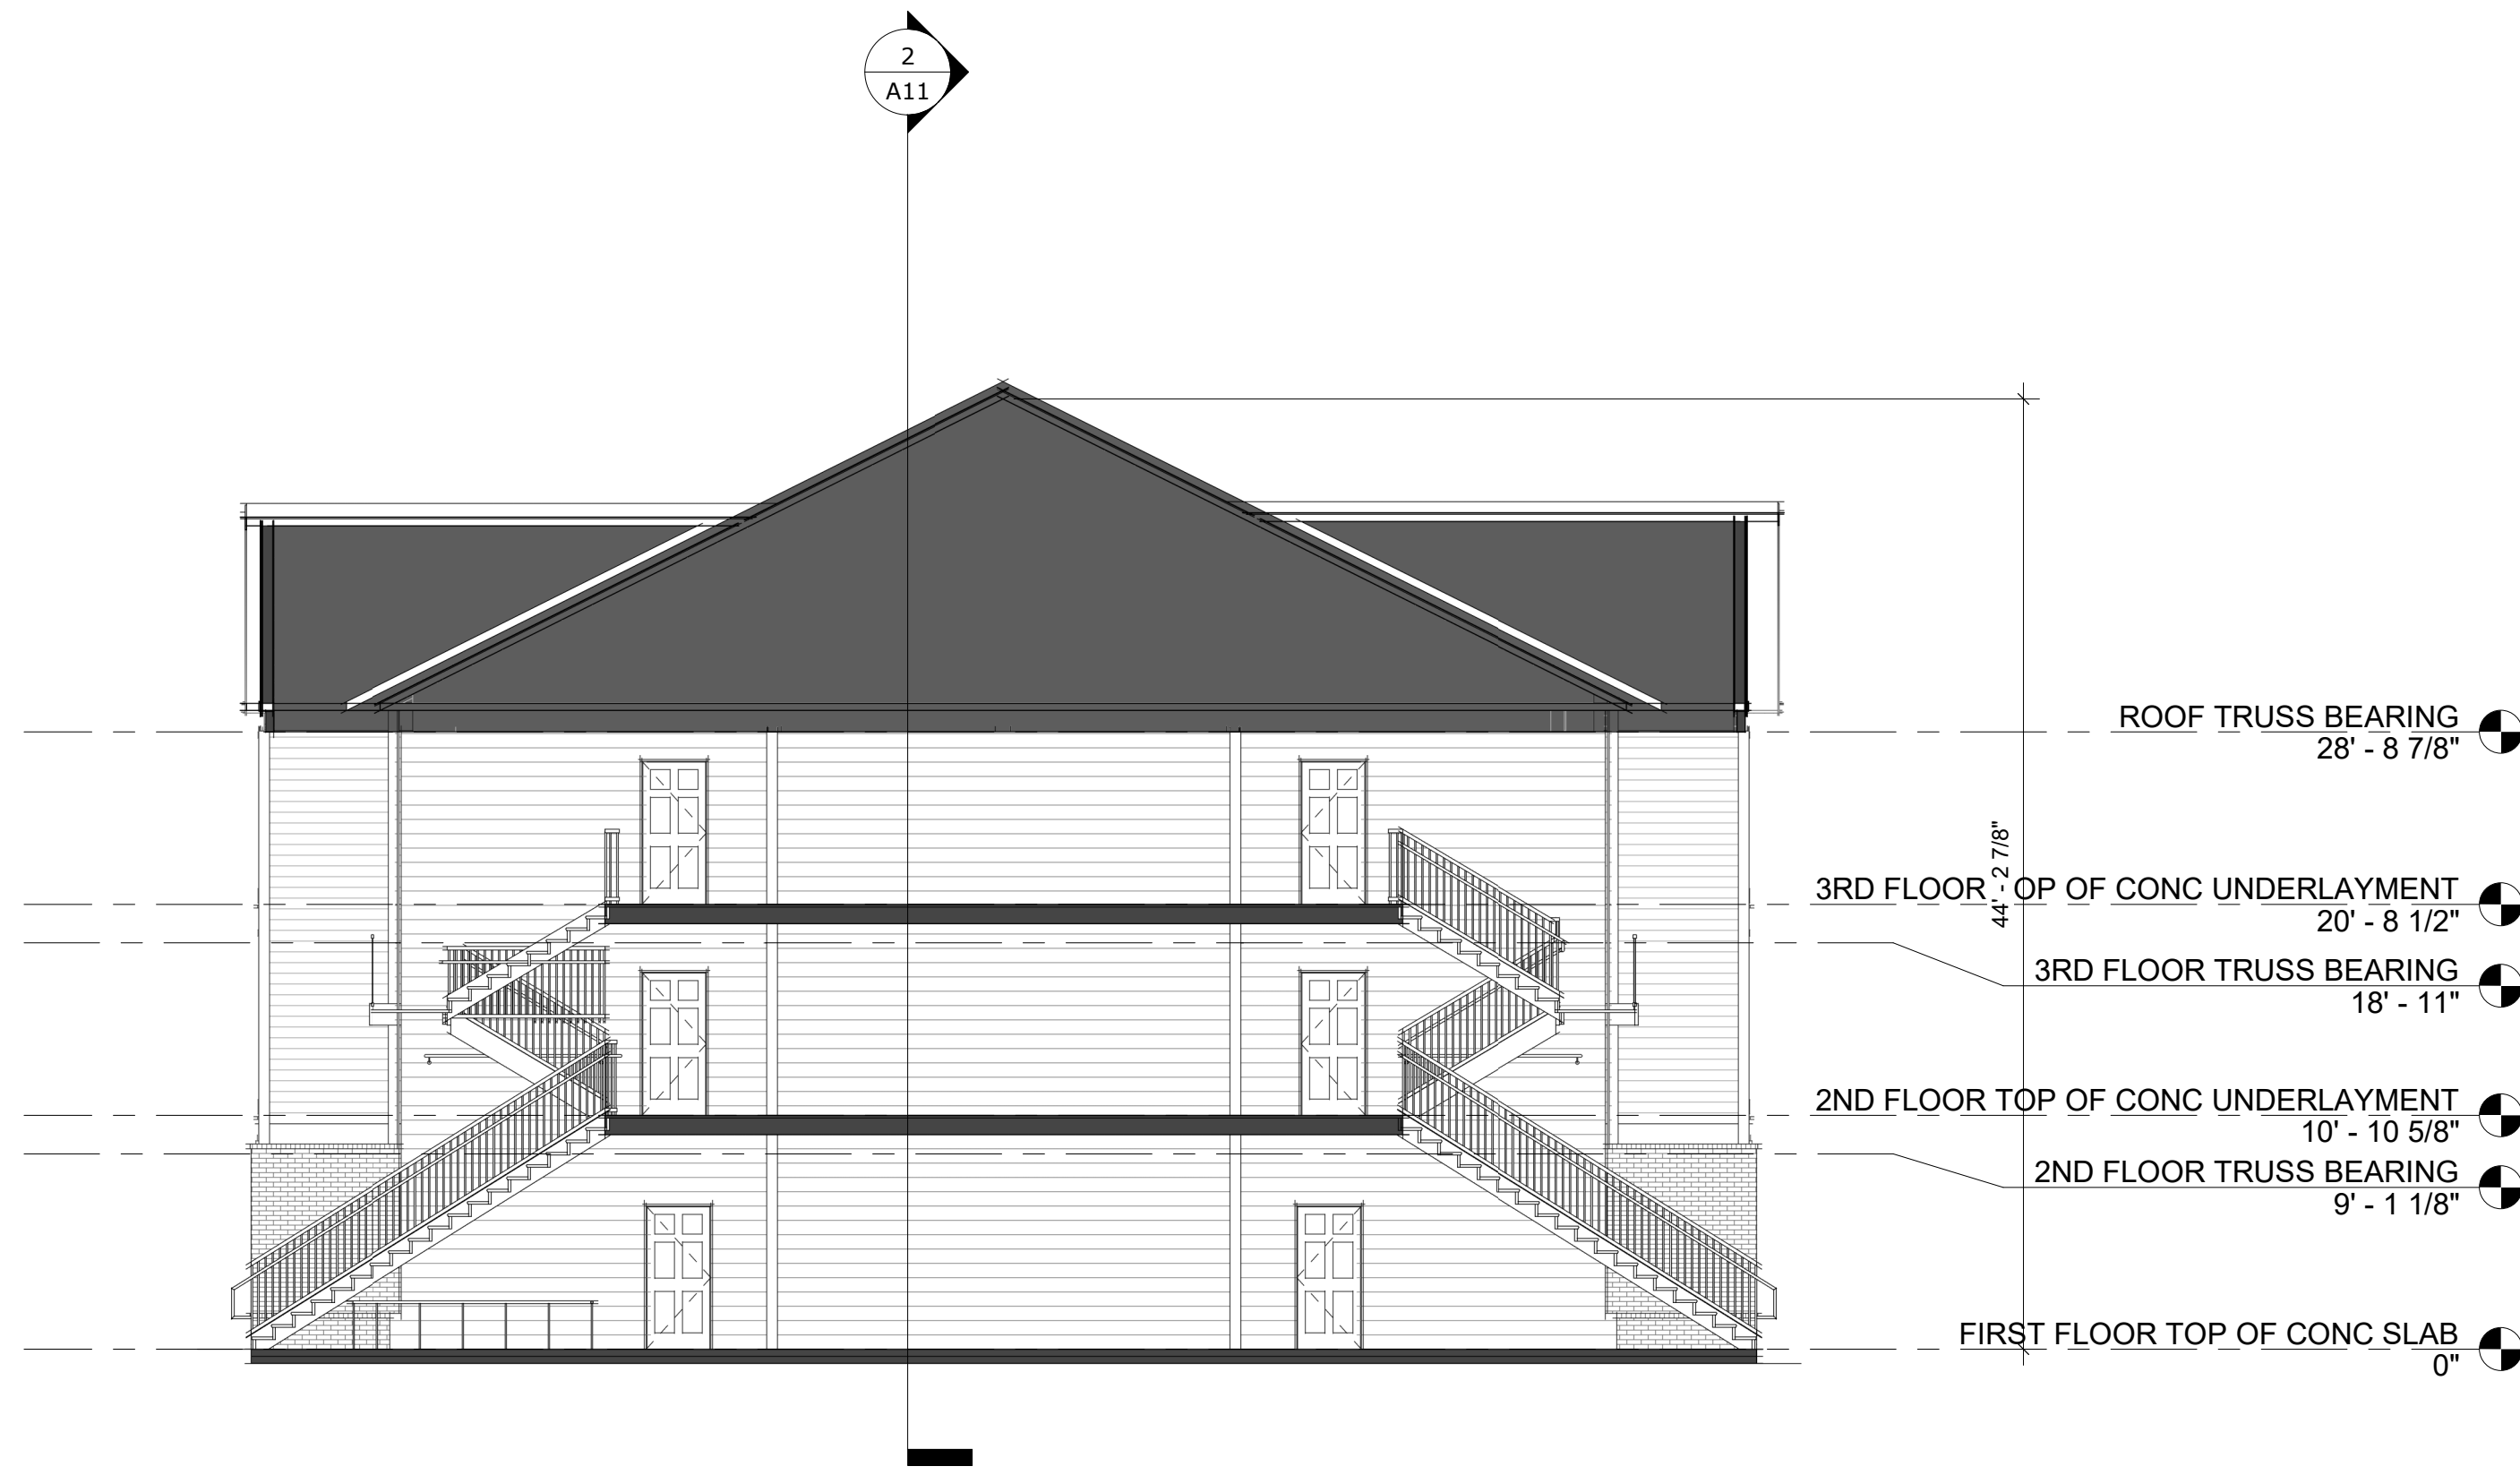 2
A11
ROOF TRUSS BEARING
28' - 8 7/8"
44' - 2 7/8"
3RD FLOOR TOP OF CONC UNDERLAYMENT
20' - 8 1/2"
3RD FLOOR TRUSS BEARING
18' - 11"
2ND FLOOR TOP OF CONC UNDERLAYMENT
10' - 10 5/8"
2ND FLOOR TRUSS BEARING
9' - 1 1/8"
FIRST FLOOR TOP OF CONC SLAB
0"